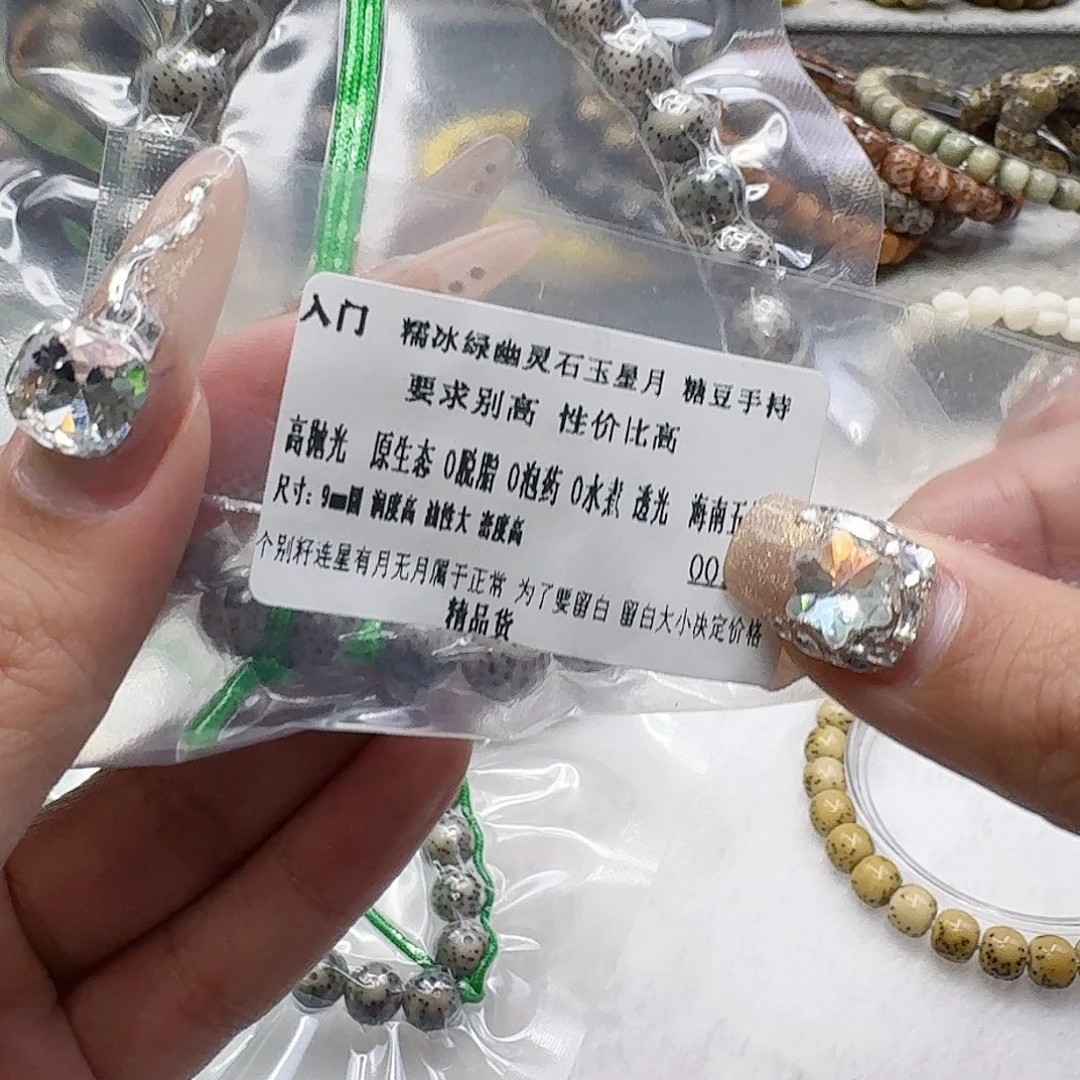 入门 糯冰绿幽灵石玉星月 糖豆手持
要求别高 性价比高
高抛光 原生态 0脱脂 0泡药 0水煮 透光 海南五
尺寸：9mm圆 润度高 油性大 密度高
00
个别籽连星有月无月属于正常 为了要留白 留白大小决定价格
精品货